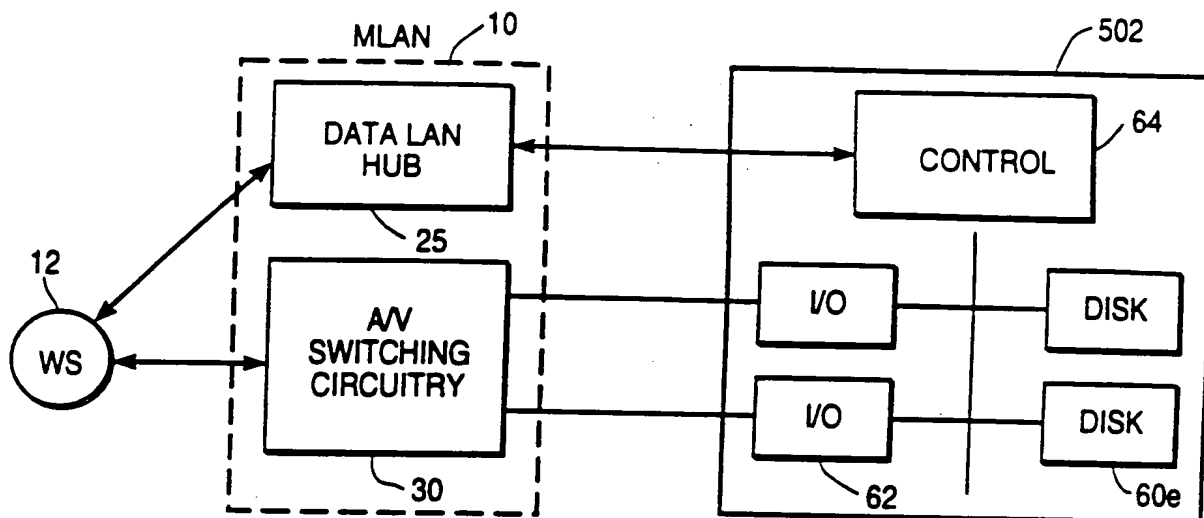 MLAN
10
502
DATA LAN
HUB
25
CONTROL
64
12
WS
A/V
SWITCHING
CIRCUITRY
30
I/O
DISK
I/O
62
DISK
60e